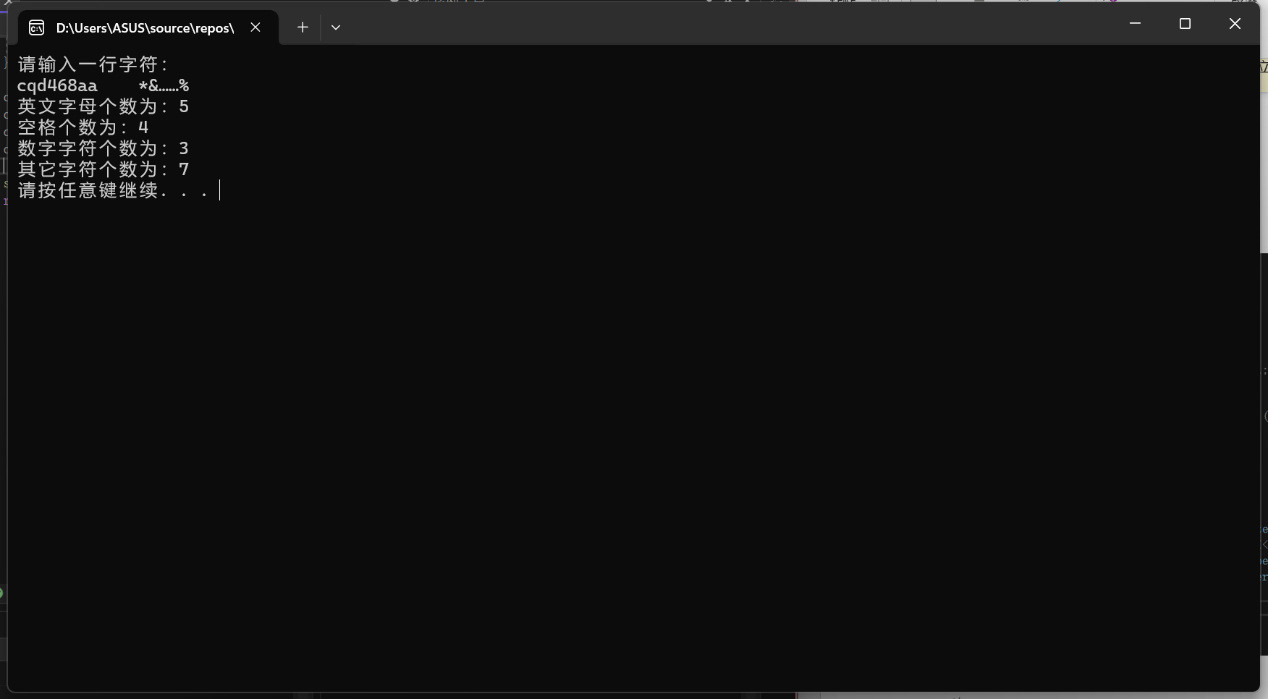 D:\Users\ASUS\source\repos\
请输入一行字符：
cqd468aa    *&……%
英文字母个数为：5
空格个数为：4
数字字符个数为：3
其它字符个数为：7
请按任意键继续. . .